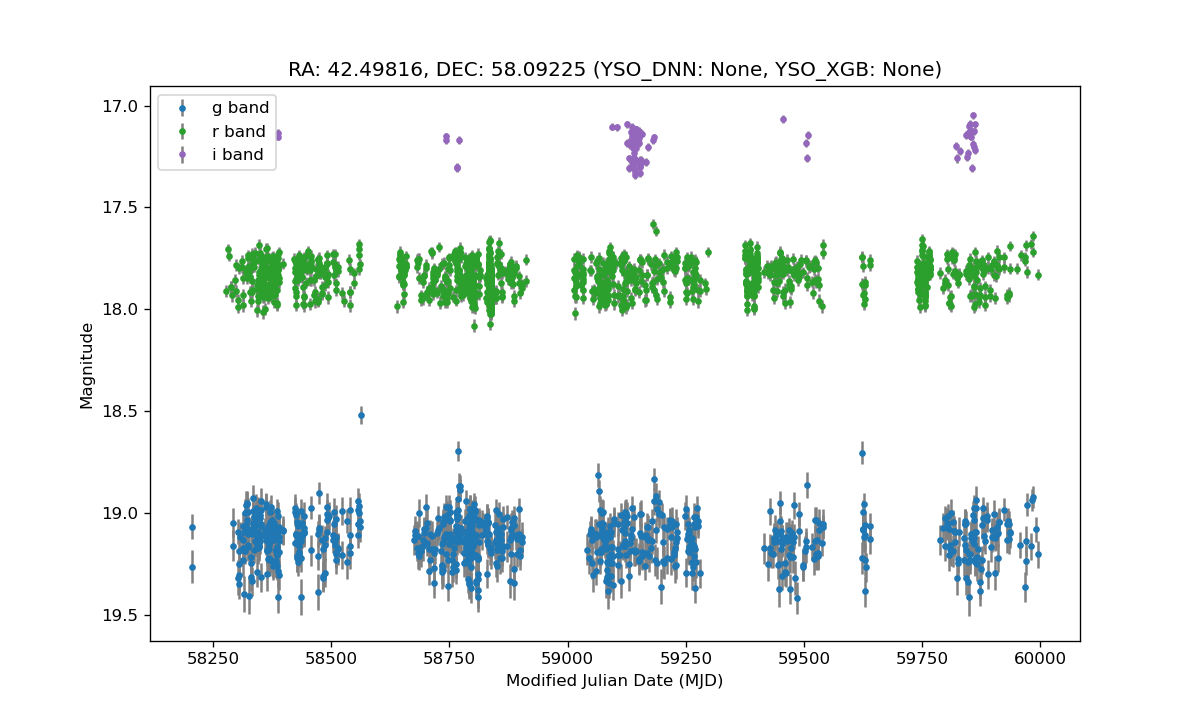 RA: 42.49816, DEC: 58.09225 (YSO_DNN: None, YSO_XGB: None)
g band
r band
i band
17.0
17.5
18.0
18.5
19.0
19.5
Magnitude
58250 58500 58750 59000 59250 59500 59750 60000
Modified Julian Date (MJD)